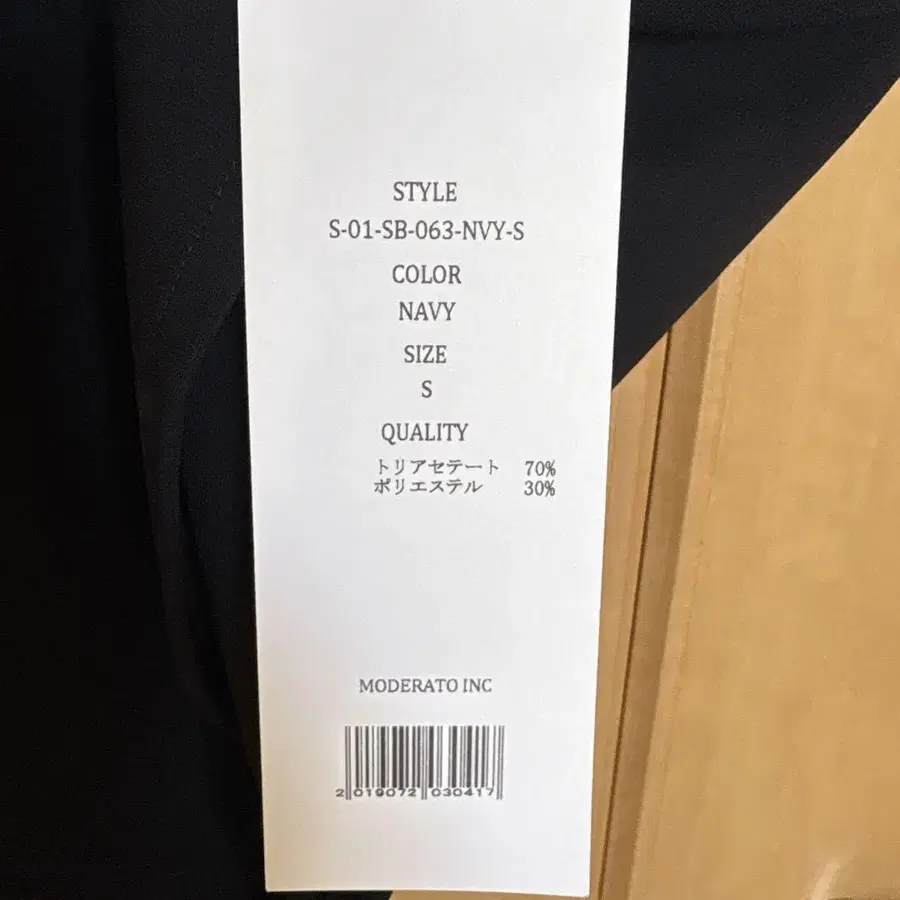 STYLE
S-01-SB-063-NVY-S
COLOR
NAVY
SIZE
S
QUALITY
トリアセテート 70%
ポリエステル 30%
MODERATO INC
2 019072 030417